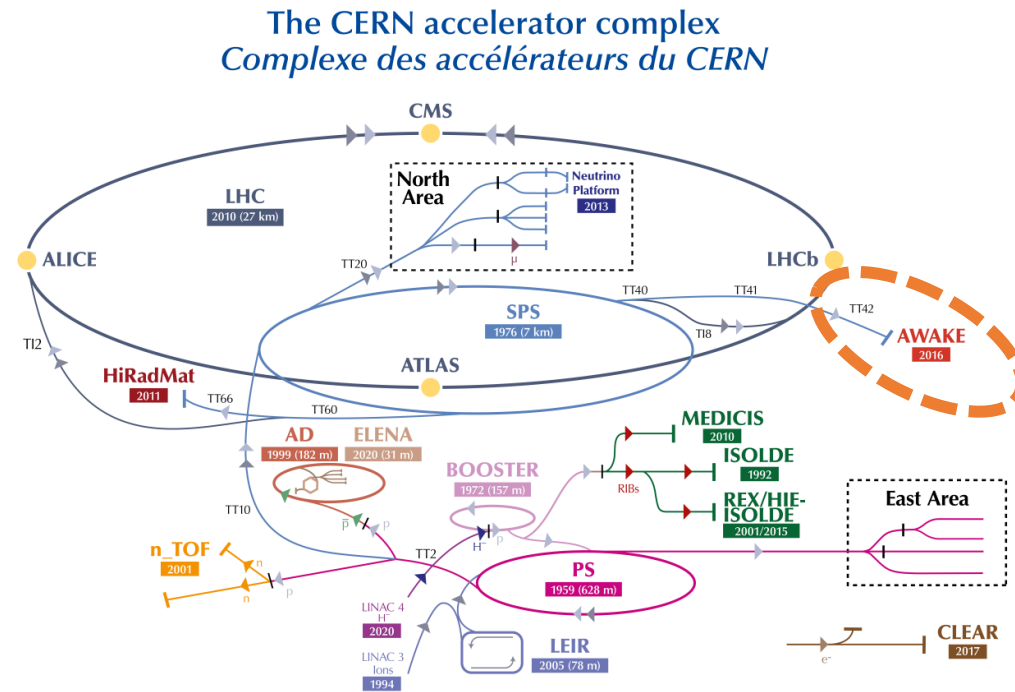 The CERN accelerator complex
Complexe des accélérateurs du CERN
CMS
North
Area
Neutrino
Platform
2013
LHC
2010 (27 km)
ALICE
LHCb
TT20
μ
TT40
TT41
TT42
SPS
1976 (7 km)
TI8
AWAKE
2016
TI2
ATLAS
HiRadMat
2011
TT66
TT60
MEDICIS
2010
AD
1999 (182 m)
ELENA
2020 (31 m)
BOOSTER
1972 (157 m)
ISOLDE
1992
RIBs
REX/HIE-
ISOLDE
2001/2015
East Area
TT10
p̅
p
H⁻
p
TT2
n_TOF
2001
n
n
p
PS
1959 (628 m)
LINAC 4
H⁻
2020
LEIR
2005 (78 m)
LINAC 3
Ions
1994
CLEAR
2017
e⁻